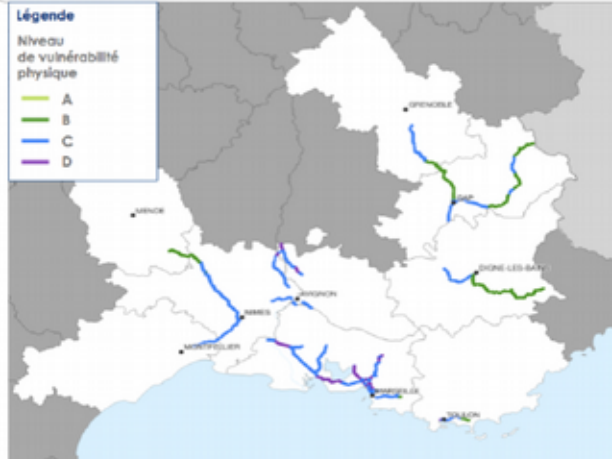 Légende
Niveau
de vulnérabilité
physique
A
B
C
D
GRENOBLE
GAP
MENDE
DIGNE-LES-BAINS
AVIGNON
NIMES
MONTPELLIER
MARSEILLE
TOULON